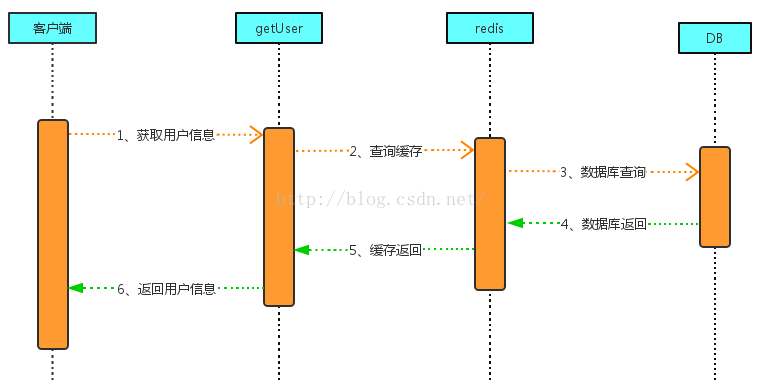 客户端
getUser
redis
DB
1、获取用户信息
2、查询缓存
3、数据库查询
http://blog.csdn.net/
4、数据库返回
5、缓存返回
6、返回用户信息